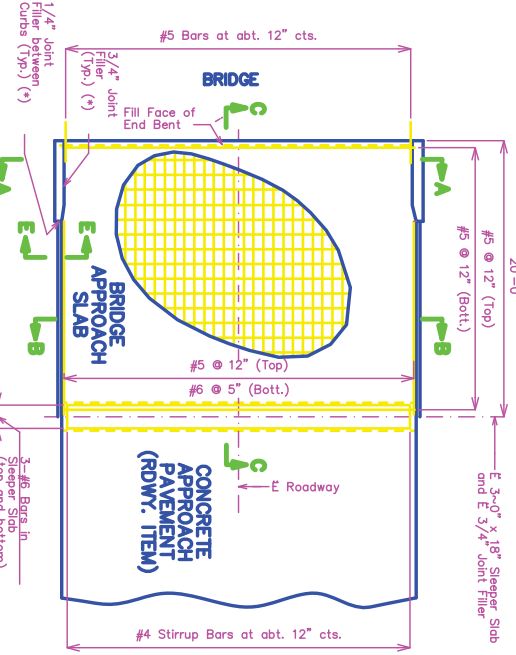 #5 Bars at abt. 12" cts.
BRIDGE
1/4" Joint
Filler between
Curbs (Typ.) (*)
3/4" Joint
Filler
(Typ.) (*)
Fill Face of
End Bent
C
A
A
E
E
B
B
#5 @ 12" (Top)
#5 @ 12" (Bott.)
BRIDGE
APPROACH
SLAB
#5 @ 12" (Top)
#6 @ 5" (Bott.)
C
E Roadway
CONCRETE
APPROACH
PAVEMENT
(RDWY. ITEM)
E 3~0" x 18" Sleeper Slab
and E 3/4" Joint Filler
3-#6 Bars in
Sleeper Slab
(top and bottom)
#4 Stirrup Bars at abt. 12" cts.